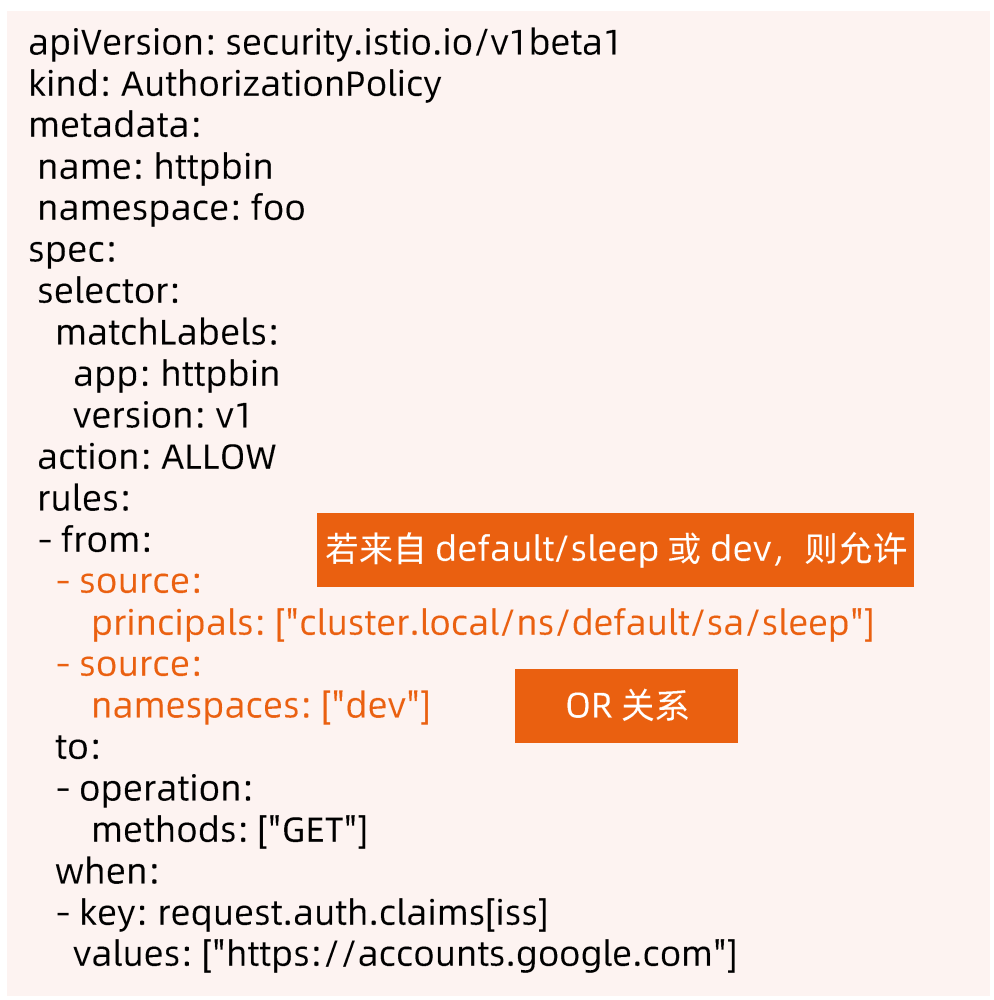 apiVersion: security.istio.io/v1beta1
kind: AuthorizationPolicy
metadata:
 name: httpbin
 namespace: foo
spec:
 selector:
   matchLabels:
     app: httpbin
     version: v1
 action: ALLOW
 rules:
 – from:
若来自 default/sleep 或 dev，则允许
   – source:
       principals: ["cluster.local/ns/default/sa/sleep"]
   – source:
       namespaces: ["dev"]
OR 关系
   to:
   – operation:
       methods: ["GET"]
   when:
   – key: request.auth.claims[iss]
     values: ["https://accounts.google.com"]